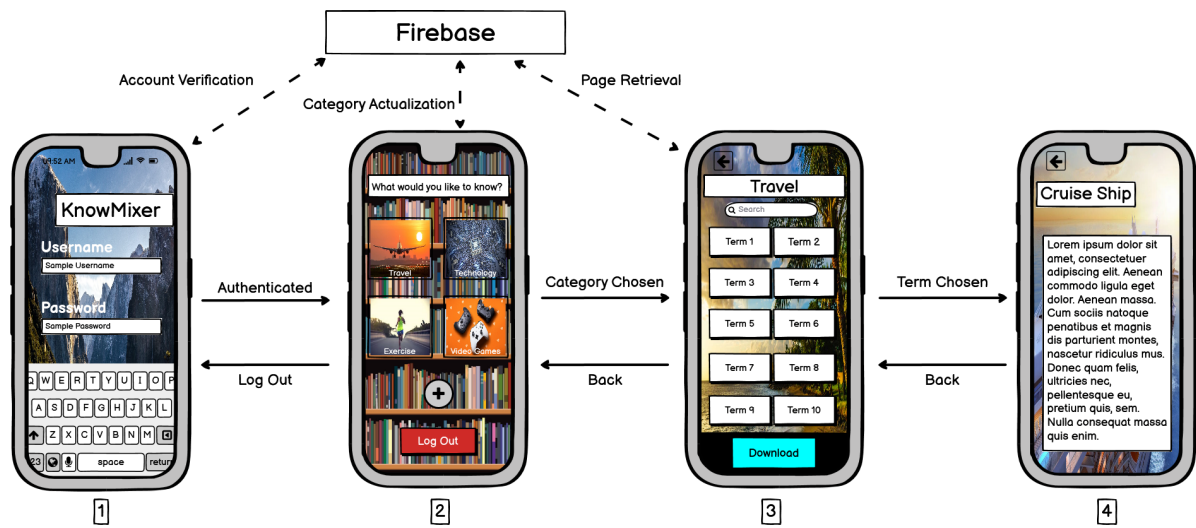 Firebase
Account Verification
Category Actualization
Page Retrieval
09:52 AM
KnowMixer
Username
Sample Username
Password
Sample Password
Q W E R T Y U I O P
A S D F G H J K L
Z X C V B N M
123 space return
1
Authenticated
Log Out
What would you like to know?
Travel Technology
Exercise Video Games
+
Log Out
2
Category Chosen
Back
Travel
Search
Term 1 Term 2
Term 3 Term 4
Term 5 Term 6
Term 7 Term 8
Term 9 Term 10
Download
3
Term Chosen
Back
Cruise Ship
Lorem ipsum dolor sit
amet, consectetuer
adipiscing elit. Aenean
commodo ligula eget
dolor. Aenean massa.
Cum sociis natoque
penatibus et magnis
dis parturient montes,
nascetur ridiculus mus.
Donec quam felis,
ultricies nec,
pellentesque eu,
pretium quis, sem.
Nulla consequat massa
quis enim.
4